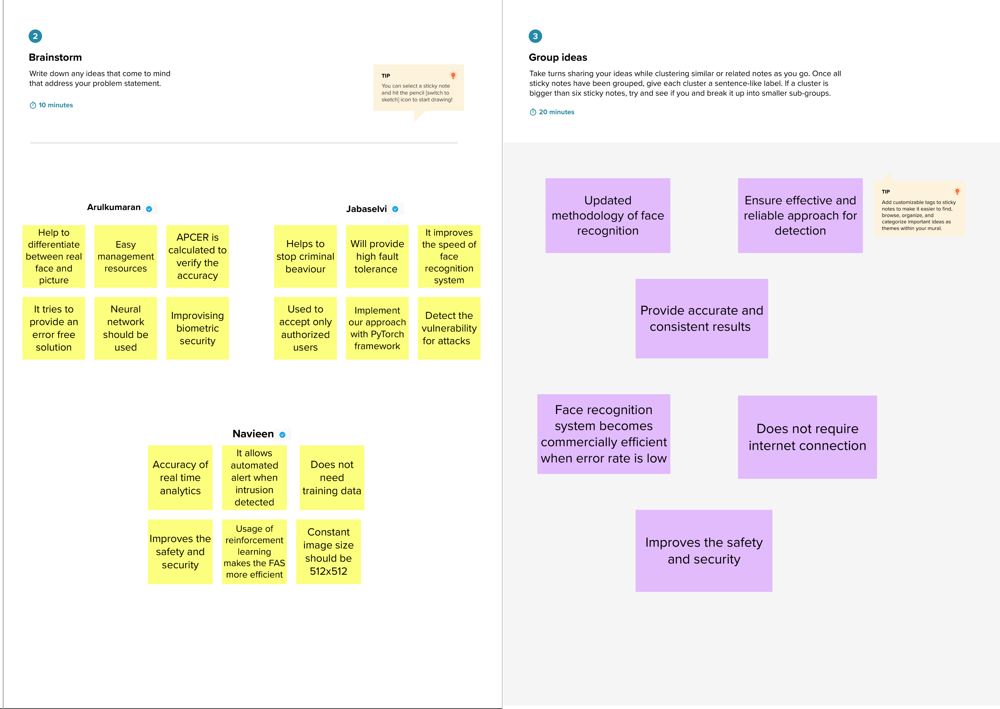 2
Brainstorm
Write down any ideas that come to mind
that address your problem statement.
10 minutes
TIP
You can select a sticky note
and hit the pencil [switch to
sketch] icon to start drawing!
Arulkumaran
Help to
differentiate
between real
face and
picture
Easy
management
resources
APCER is
calculated to
verify the
accuracy
It tries to
provide an
error free
solution
Neural
network
should be
used
Improvising
biometric
security
Jabaselvi
Helps to
stop criminal
beaviour
Will provide
high fault
tolerance
It improves
the speed of
face
recognition
system
Used to
accept only
authorized
users
Implement
our approach
with PyTorch
framework
Detect the
vulnerability
for attacks
Navieen
Accuracy of
real time
analytics
It allows
automated
alert when
intrusion
detected
Does not
need
training data
Improves the
safety and
security
Usage of
reinforcement
learning
makes the FAS
more efficient
Constant
image size
should be
512x512
3
Group ideas
Take turns sharing your ideas while clustering similar or related notes as you go. Once all
sticky notes have been grouped, give each cluster a sentence-like label. If a cluster is
bigger than six sticky notes, try and see if you and break it up into smaller sub-groups.
20 minutes
Updated
methodology of face
recognition
Ensure effective and
reliable approach for
detection
TIP
Add customizable tags to sticky
notes to make it easier to find,
browse, organize, and
categorize important ideas as
themes within your mural.
Provide accurate and
consistent results
Face recognition
system becomes
commercially efficient
when error rate is low
Does not require
internet connection
Improves the safety
and security